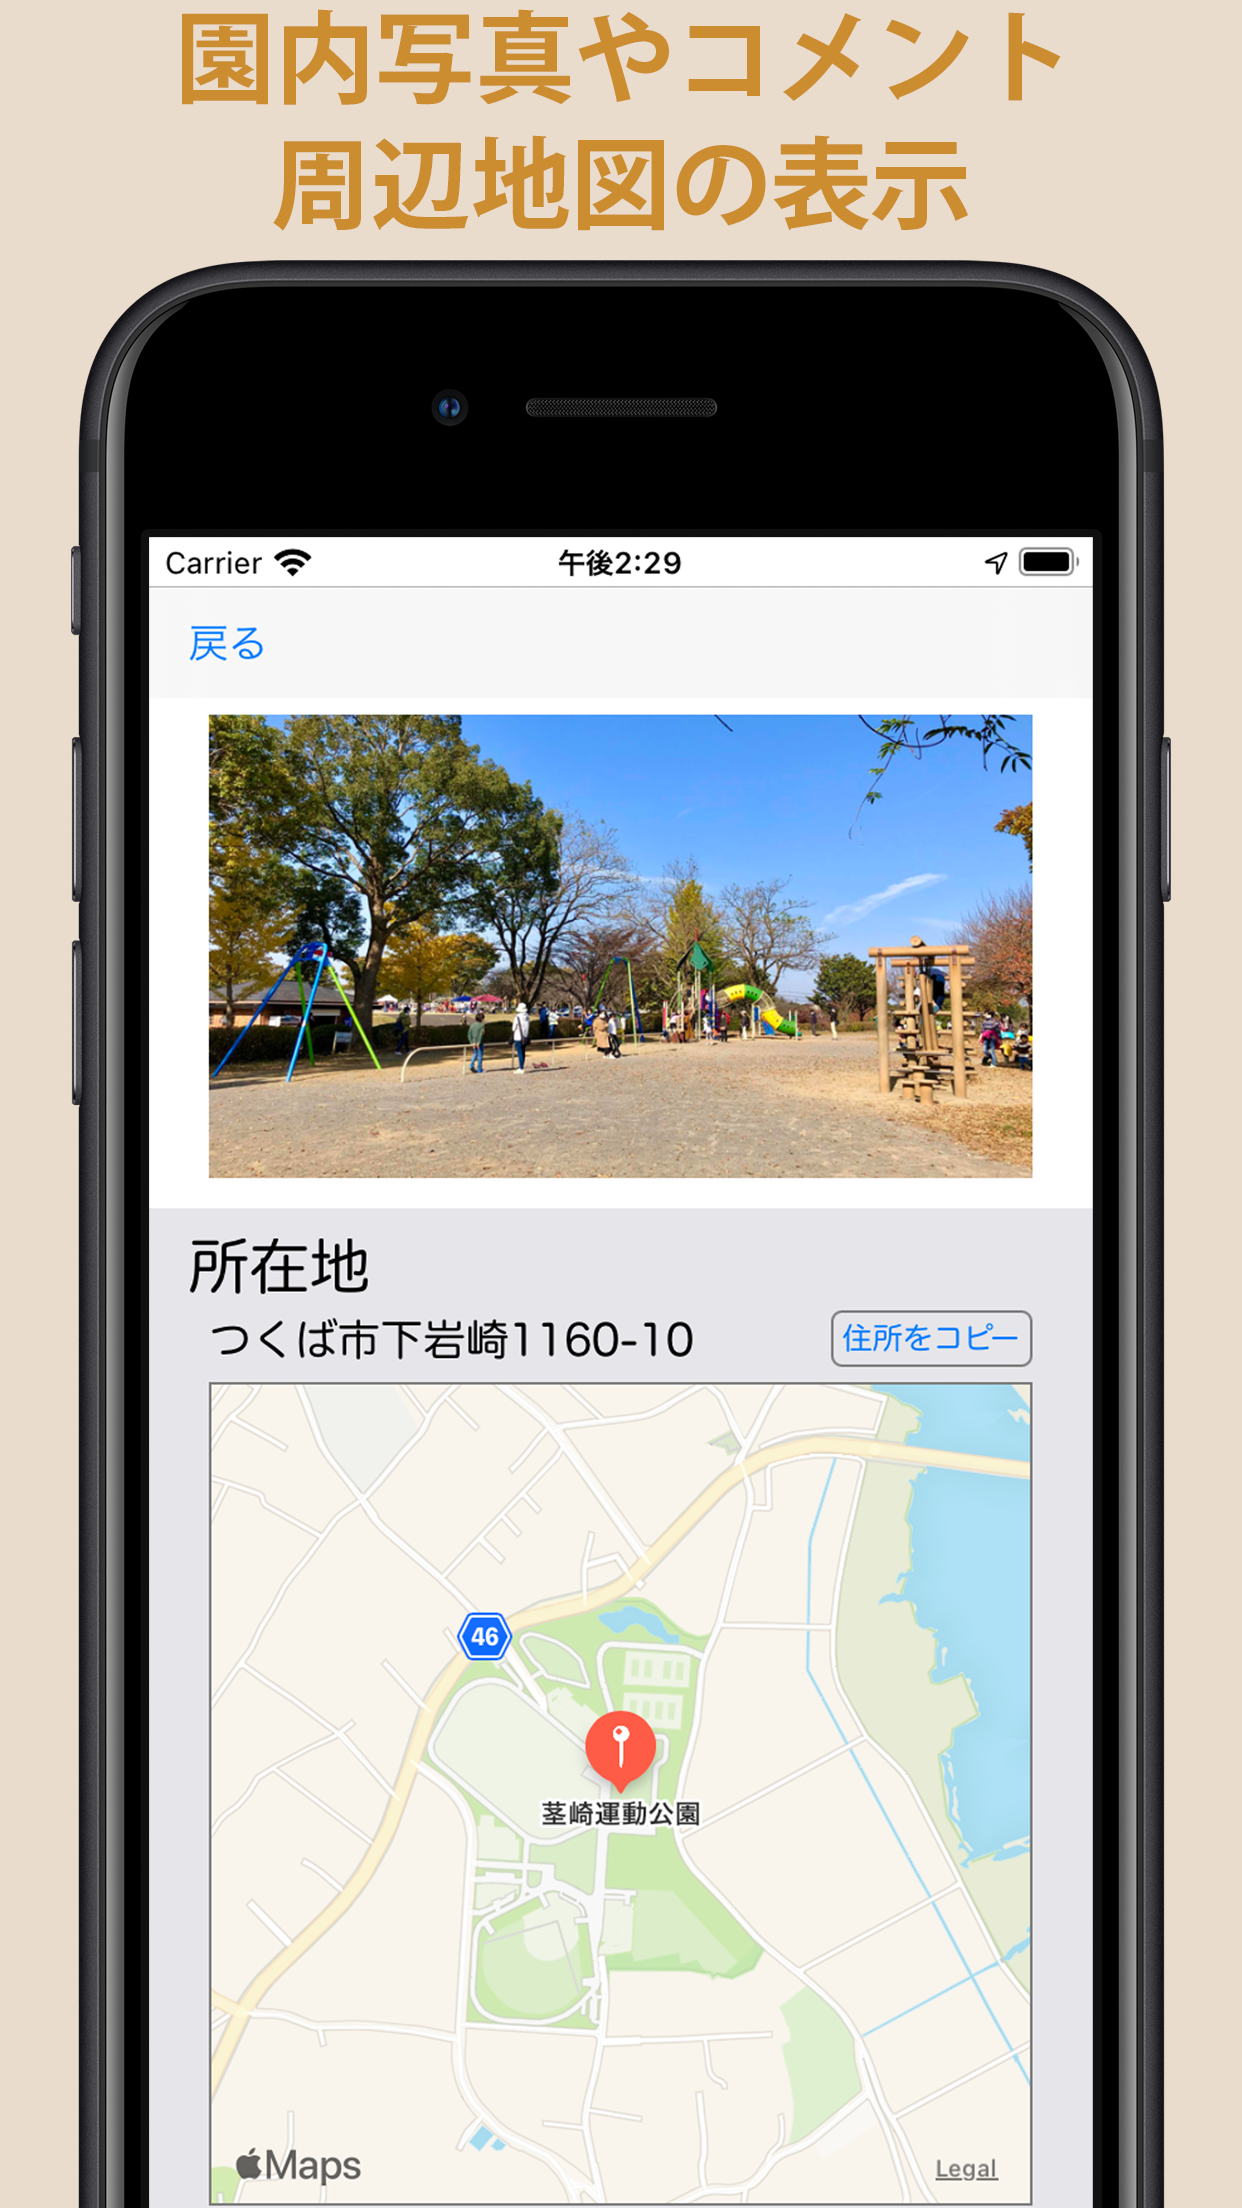 園内写真やコメント
周辺地図の表示
Carrier 午後2:29
戻る
所在地
つくば市下岩崎1160-10 住所をコピー
46
茎崎運動公園
Maps Legal